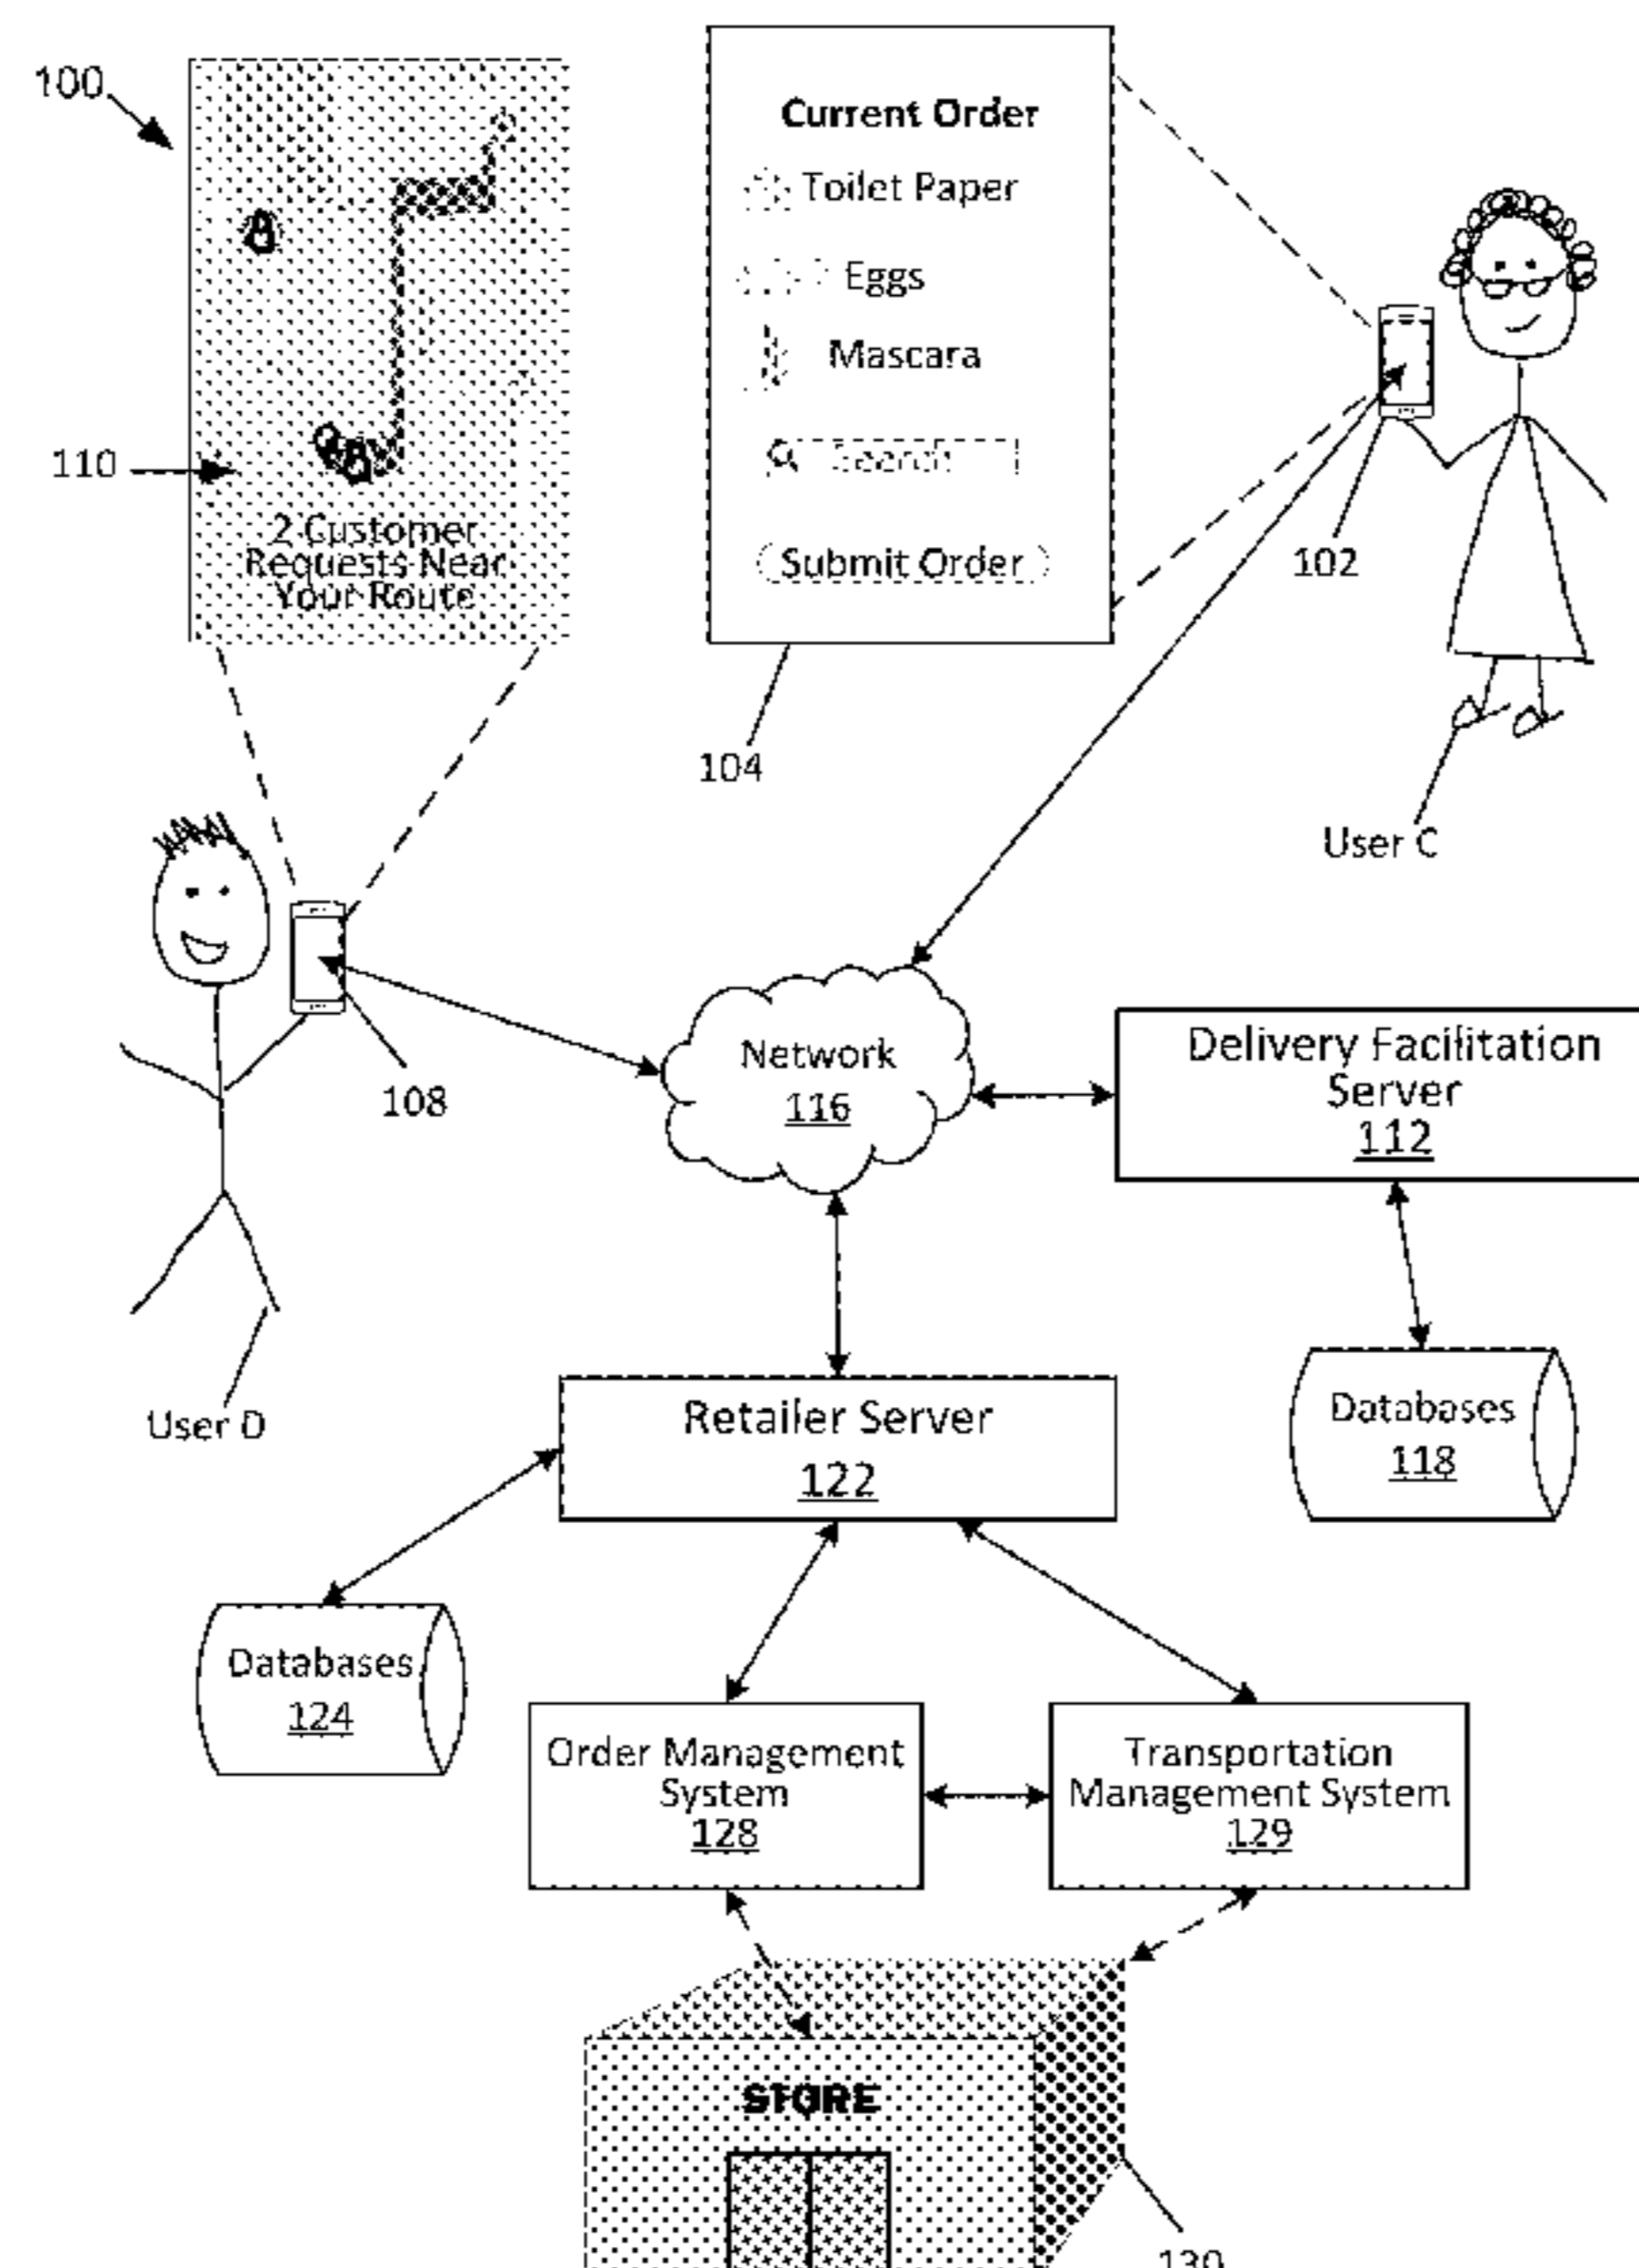 100
Current Order
Toilet Paper
Eggs
Mascara
Search
Submit Order
110
2 Customer
Requests Near
Your Route
102
104
User C
108
Network
116
Delivery Facilitation
Server
112
User D
Retailer Server
122
Databases
118
Databases
124
Order Management
System
128
Transportation
Management System
129
STORE
130